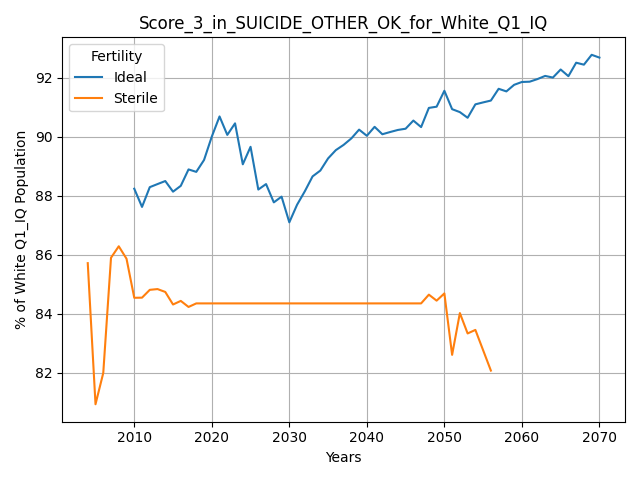 Score_3_in_SUICIDE_OTHER_OK_for_White_Q1_IQ
Fertility
Ideal
Sterile
% of White Q1_IQ Population
92
90
88
86
84
82
2010 2020 2030 2040 2050 2060 2070
Years